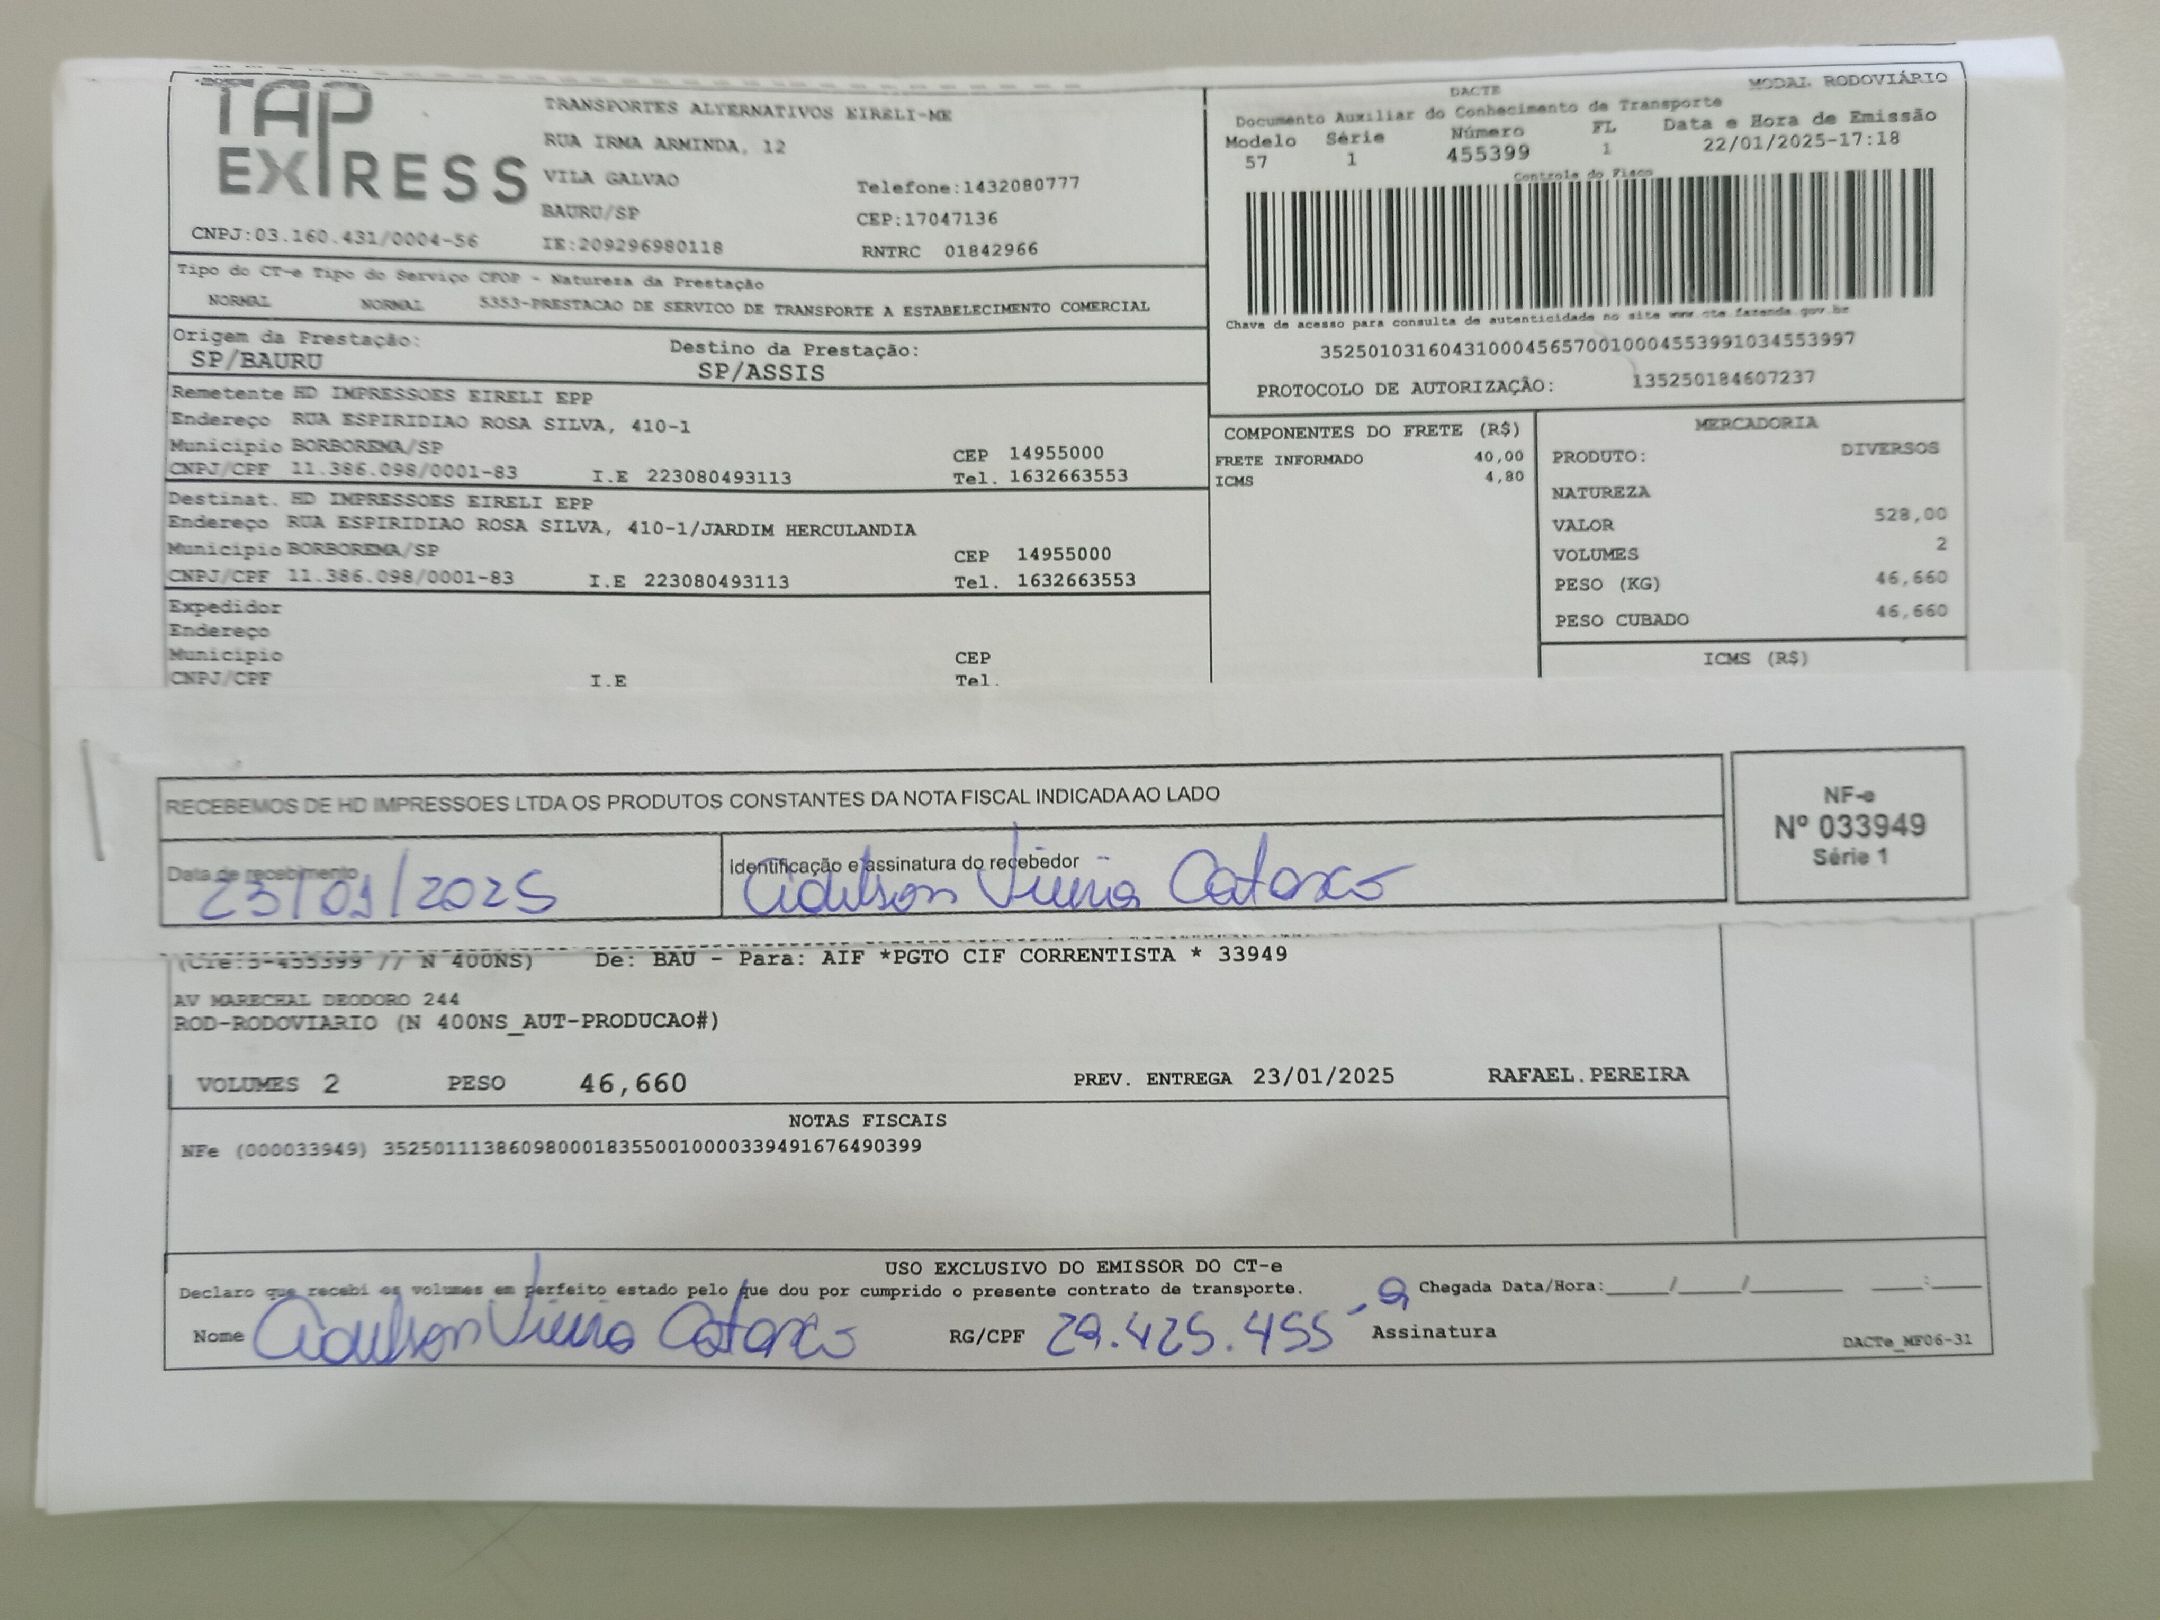 TAP
EXPRESS
CNPJ:03.160.431/0004-56
TRANSPORTES ALTERNATIVOS EIRELI-ME
RUA IRMA ARMINDA, 12
VILA GALVAO
BAURU/SP
IE:209296980118
Telefone:1432080777
CEP:17047136
RNTRC 01842966
Tipo do CT-e Tipo do Serviço CFOP - Natureza da Prestação
NORMAL NORMAL 5353-PRESTACAO DE SERVICO DE TRANSPORTE A ESTABELECIMENTO COMERCIAL
Origem da Prestação: Destino da Prestação:
SP/BAURU SP/ASSIS
Remetente HD IMPRESSOES EIRELI EPP
Endereço RUA ESPIRIDIAO ROSA SILVA, 410-1
Municipio BORBOREMA/SP CEP 14955000
CNPJ/CPF 11.386.098/0001-83 I.E 223080493113 Tel. 1632663553
Destinat. HD IMPRESSOES EIRELI EPP
Endereço RUA ESPIRIDIAO ROSA SILVA, 410-1/JARDIM HERCULANDIA
Municipio BORBOREMA/SP CEP 14955000
CNPJ/CPF 11.386.098/0001-83 I.E 223080493113 Tel. 1632663553
Expedidor
Endereço
Municipio CEP
CNPJ/CPF I.E Tel.
DACTE MODAL RODOVIÁRIO
Documento Auxiliar do Conhecimento de Transporte
Modelo Série Número FL Data e Hora de Emissão
57 1 455399 1 22/01/2025-17:18
Controle do Fisco
Chave de acesso para consulta de autenticidade no site www.cte.fazenda.gov.br
35250103160431000456570010004553991034553997
PROTOCOLO DE AUTORIZAÇÃO: 135250184607237
COMPONENTES DO FRETE (R$)
FRETE INFORMADO 40,00
ICMS 4,80
MERCADORIA
PRODUTO: DIVERSOS
NATUREZA
VALOR 528,00
VOLUMES 2
PESO (KG) 46,660
PESO CUBADO 46,660
ICMS (R$)
RECEBEMOS DE HD IMPRESSOES LTDA OS PRODUTOS CONSTANTES DA NOTA FISCAL INDICADA AO LADO
Data de recebimento
23/01/2025
Identificação e assinatura do recebedor
Vieira
NF-e
Nº 033949
Série 1
(Cre:5-455399 // N 400NS) De: BAU - Para: AIF *PGTO CIF CORRENTISTA * 33949
AV MARECHAL DEODORO 244
ROD-RODOVIARIO (N 400NS_AUT-PRODUCAO#)
VOLUMES 2 PESO 46,660 PREV. ENTREGA 23/01/2025 RAFAEL.PEREIRA
NOTAS FISCAIS
NFe (000033949) 35250111386098000183550010000339491676490399
USO EXCLUSIVO DO EMISSOR DO CT-e
Declaro que recebi os volumes em perfeito estado pelo que dou por cumprido o presente contrato de transporte. Chegada Data/Hora:
Nome Vieira RG/CPF 29.425.455-9 Assinatura
DACTe_MF06-31